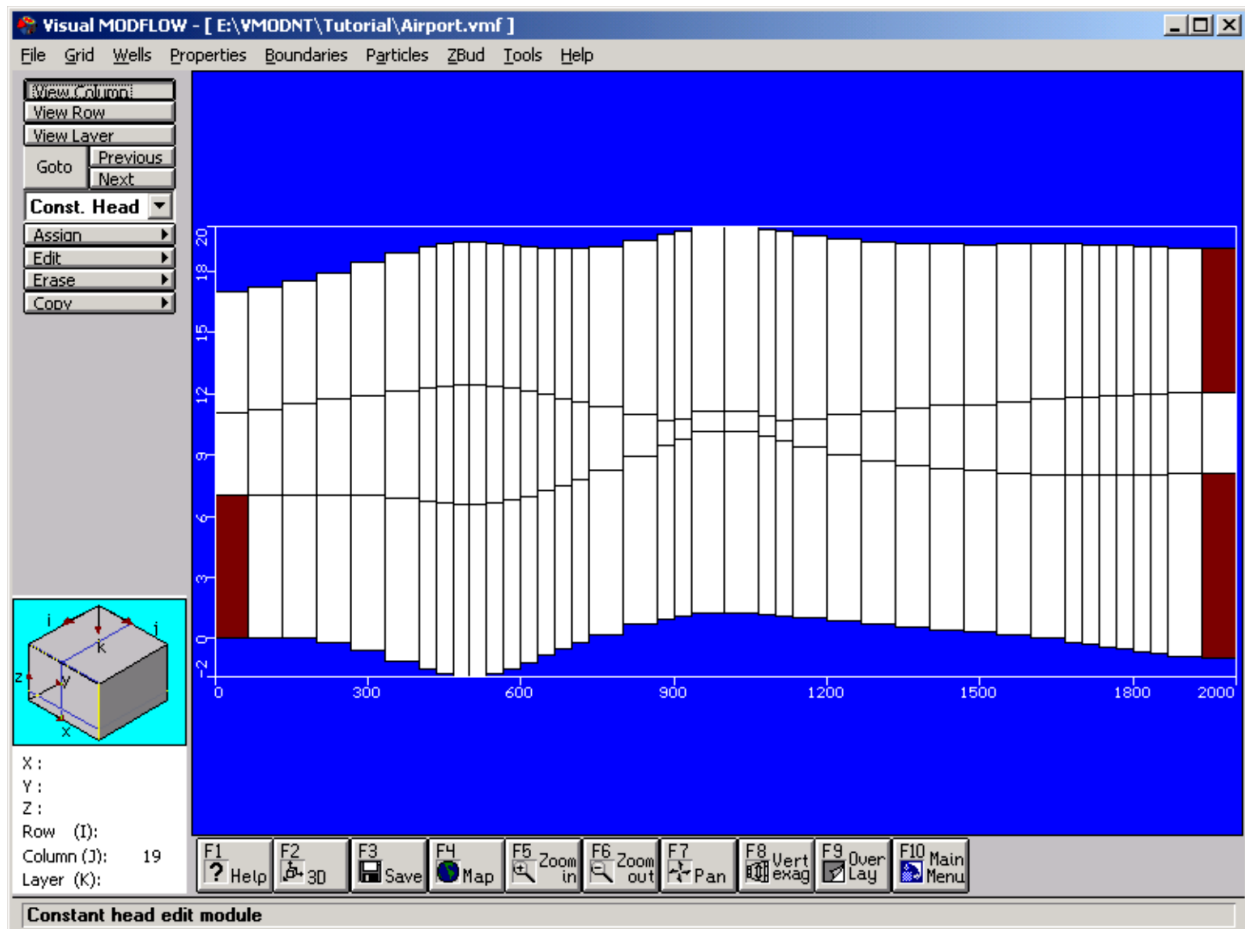 Visual MODFLOW - [ E:\VMODNT\Tutorial\Airport.vmf ]
File Grid Wells Properties Boundaries Particles ZBud Tools Help
View Column
View Row
View Layer
Goto
Previous
Next
Const. Head
Assign
Edit
Erase
Copy
20
18
15
12
9
6
3
0
-2
0 300 600 900 1200 1500 1800 2000
i
j
k
z
y
x
X :
Y :
Z :
Row (I):
Column (J): 19
Layer (K):
F1 ? Help
F2 3D
F3 Save
F4 Map
F5 Zoom in
F6 Zoom out
F7 Pan
F8 Vert exag
F9 Over Lay
F10 Main Menu
Constant head edit module